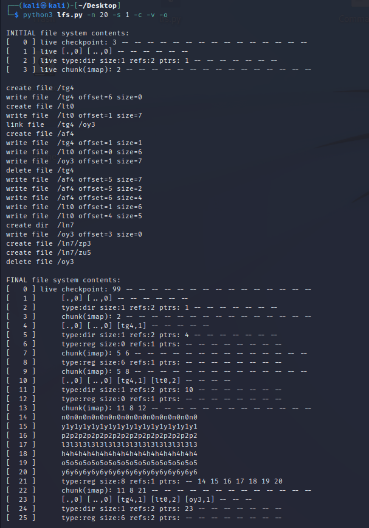 (kali㉿kali)-[~/Desktop]
$ python3 lfs.py -n 20 -s 1 -c -v -o
INITIAL file system contents:
[ 0 ] live checkpoint: 3 -- -- -- -- -- -- -- -- -- -- -- -- -- -- --
[ 1 ] live [.,0] [..,0] -- -- -- -- -- --
[ 2 ] live type:dir size:1 refs:2 ptrs: 1 -- -- -- -- -- -- --
[ 3 ] live chunk(imap): 2 -- -- -- -- -- -- -- -- -- -- -- -- -- -- --
create file /tg4
write file /tg4 offset=6 size=0
create file /lt0
write file /lt0 offset=1 size=7
link file /tg4 /oy3
create file /af4
write file /tg4 offset=1 size=1
write file /lt0 offset=0 size=6
write file /oy3 offset=1 size=7
delete file /tg4
write file /af4 offset=5 size=7
write file /af4 offset=5 size=2
write file /af4 offset=6 size=4
write file /lt0 offset=1 size=6
write file /lt0 offset=4 size=5
create dir /ln7
write file /oy3 offset=3 size=0
create file /ln7/zp3
create file /ln7/zu5
delete file /oy3
FINAL file system contents:
[ 0 ] live checkpoint: 99 -- -- -- -- -- -- -- -- -- -- -- -- -- -- --
[ 1 ] [.,0] [..,0] -- -- -- -- -- --
[ 2 ] type:dir size:1 refs:2 ptrs: 1 -- -- -- -- -- -- --
[ 3 ] chunk(imap): 2 -- -- -- -- -- -- -- -- -- -- -- -- -- -- --
[ 4 ] [.,0] [..,0] [tg4,1] -- -- -- -- --
[ 5 ] type:dir size:1 refs:2 ptrs: 4 -- -- -- -- -- -- --
[ 6 ] type:reg size:0 refs:1 ptrs: -- -- -- -- -- -- -- --
[ 7 ] chunk(imap): 5 6 -- -- -- -- -- -- -- -- -- -- -- -- -- --
[ 8 ] type:reg size:6 refs:1 ptrs: -- -- -- -- -- -- -- --
[ 9 ] chunk(imap): 5 8 -- -- -- -- -- -- -- -- -- -- -- -- -- --
[ 10 ] [.,0] [..,0] [tg4,1] [lt0,2] -- -- -- --
[ 11 ] type:dir size:1 refs:2 ptrs: 10 -- -- -- -- -- -- --
[ 12 ] type:reg size:0 refs:1 ptrs: -- -- -- -- -- -- -- --
[ 13 ] chunk(imap): 11 8 12 -- -- -- -- -- -- -- -- -- -- -- -- --
[ 14 ] n0n0n0n0n0n0n0n0n0n0n0n0n0n0n0n0
[ 15 ] y1y1y1y1y1y1y1y1y1y1y1y1y1y1y1y1
[ 16 ] p2p2p2p2p2p2p2p2p2p2p2p2p2p2p2p2
[ 17 ] l3l3l3l3l3l3l3l3l3l3l3l3l3l3l3l3
[ 18 ] h4h4h4h4h4h4h4h4h4h4h4h4h4h4h4h4
[ 19 ] o5o5o5o5o5o5o5o5o5o5o5o5o5o5o5o5
[ 20 ] y6y6y6y6y6y6y6y6y6y6y6y6y6y6y6y6
[ 21 ] type:reg size:8 refs:1 ptrs: -- 14 15 16 17 18 19 20
[ 22 ] chunk(imap): 11 8 21 -- -- -- -- -- -- -- -- -- -- -- -- --
[ 23 ] [.,0] [..,0] [tg4,1] [lt0,2] [oy3,1] -- -- --
[ 24 ] type:dir size:1 refs:2 ptrs: 23 -- -- -- -- -- -- --
[ 25 ] type:reg size:6 refs:2 ptrs: -- -- -- -- -- -- -- --